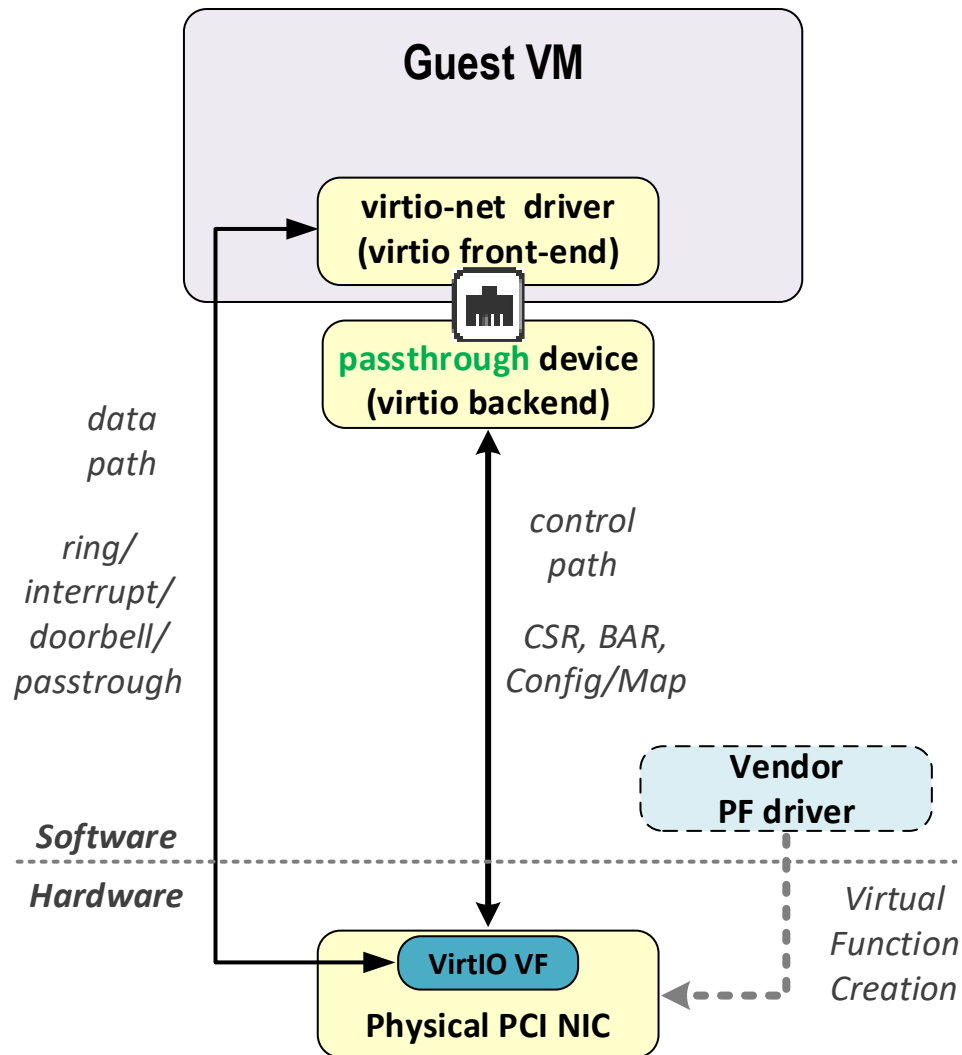 Guest VM
virtio-net driver
(virtio front-end)
passthrough device
(virtio backend)
data
path
ring/
interrupt/
doorbell/
passtrough
control
path
CSR, BAR,
Config/Map
Vendor
PF driver
Software
Hardware
Virtual
Function
Creation
VirtIO VF
Physical PCI NIC